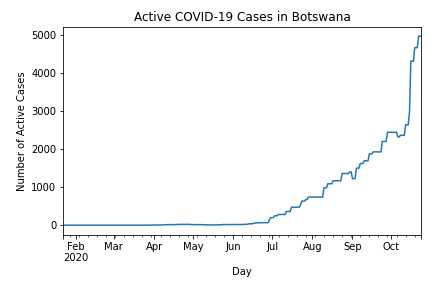 Active COVID-19 Cases in Botswana
Number of Active Cases
5000
4000
3000
2000
1000
0
Feb Mar Apr May Jun Jul Aug Sep Oct
2020
Day